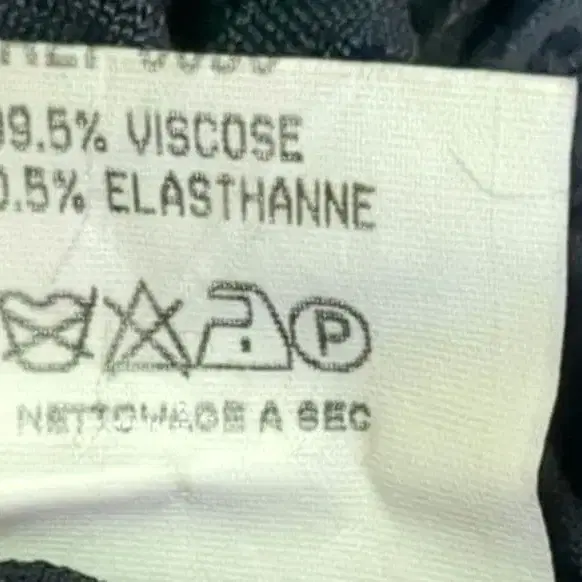 99.5% VISCOSE
0.5% ELASTHANNE
P
NETTOYAGE A SEC